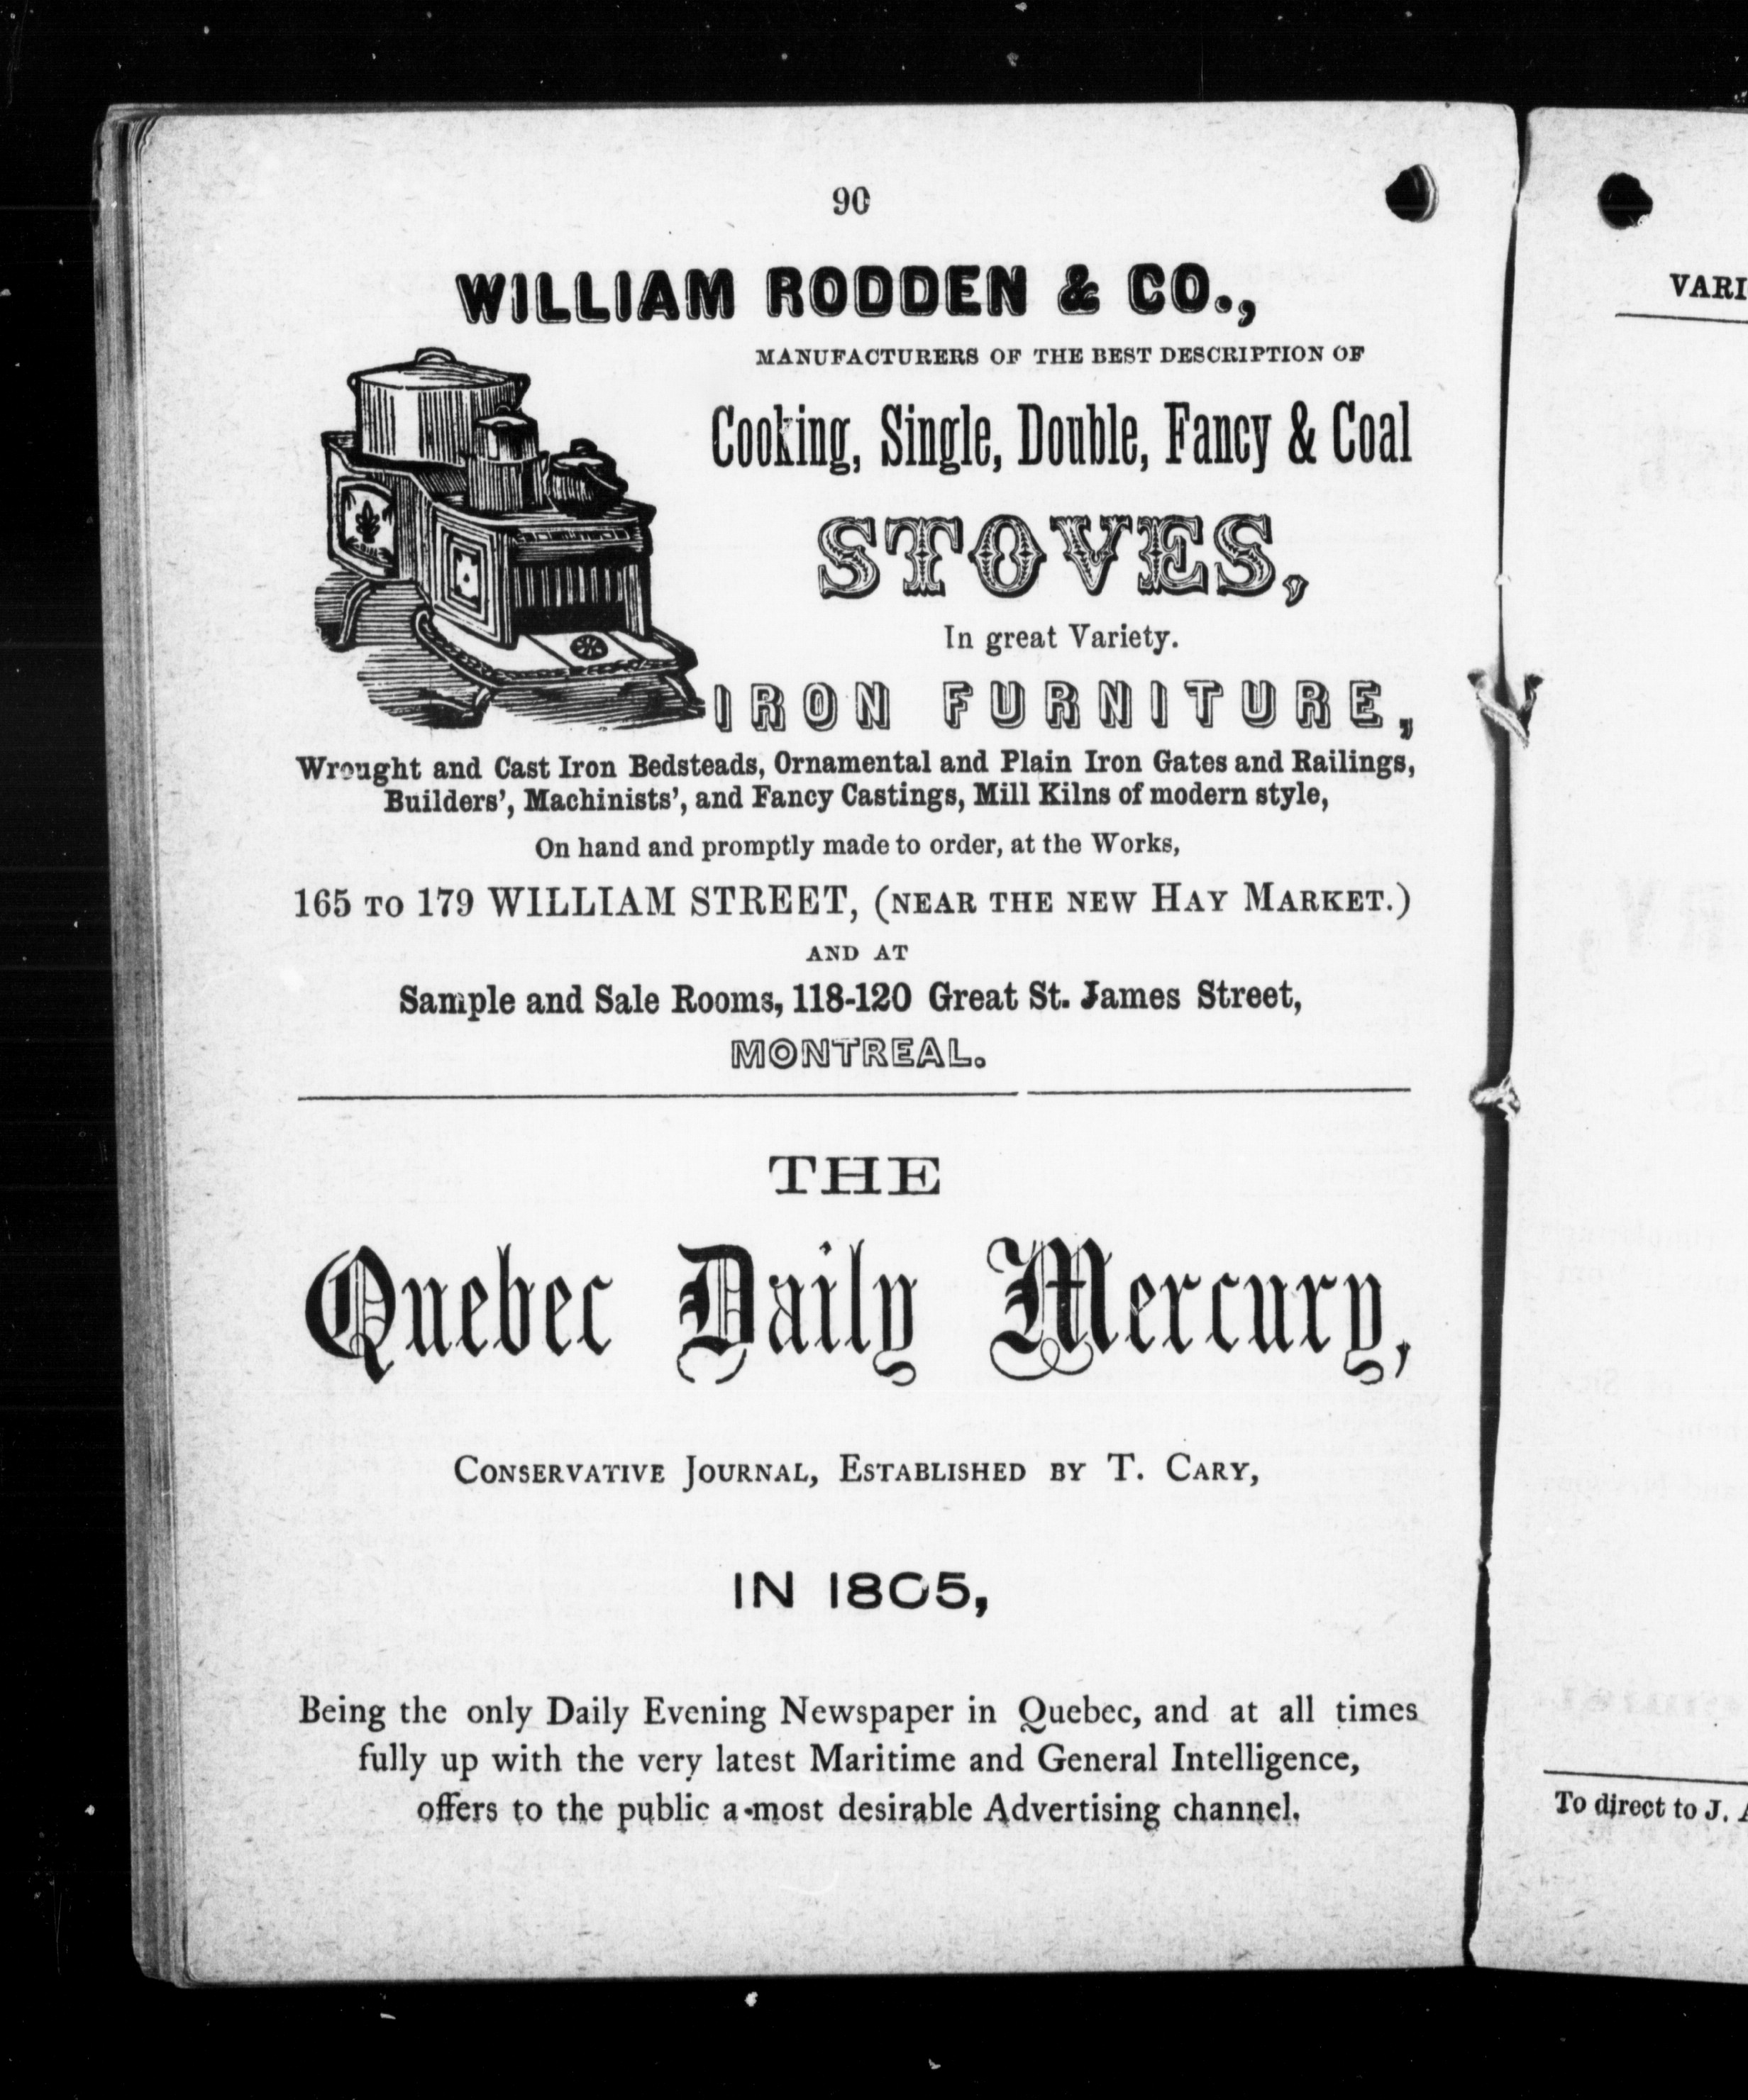 90
WILLIAM RODDEN & CO.,
MANUFACTURERS OF THE BEST DESCRIPTION OF
Cooking, Single, Double, Fancy & Coal
STOVES,
In great Variety.
IRON FURNITURE,
Wrought and Cast Iron Bedsteads, Ornamental and Plain Iron Gates and Railings,
Builders', Machinists', and Fancy Castings, Mill Kilns of modern style,
On hand and promptly made to order, at the Works,
165 TO 179 WILLIAM STREET, (NEAR THE NEW HAY MARKET.)
AND AT
Sample and Sale Rooms, 118-120 Great St. James Street,
MONTREAL.
THE
Quebec Daily Mercury,
CONSERVATIVE JOURNAL, ESTABLISHED BY T. CARY,
IN 1805,
Being the only Daily Evening Newspaper in Quebec, and at all times
fully up with the very latest Maritime and General Intelligence,
offers to the public a most desirable Advertising channel.
VARI
To direct to J. A